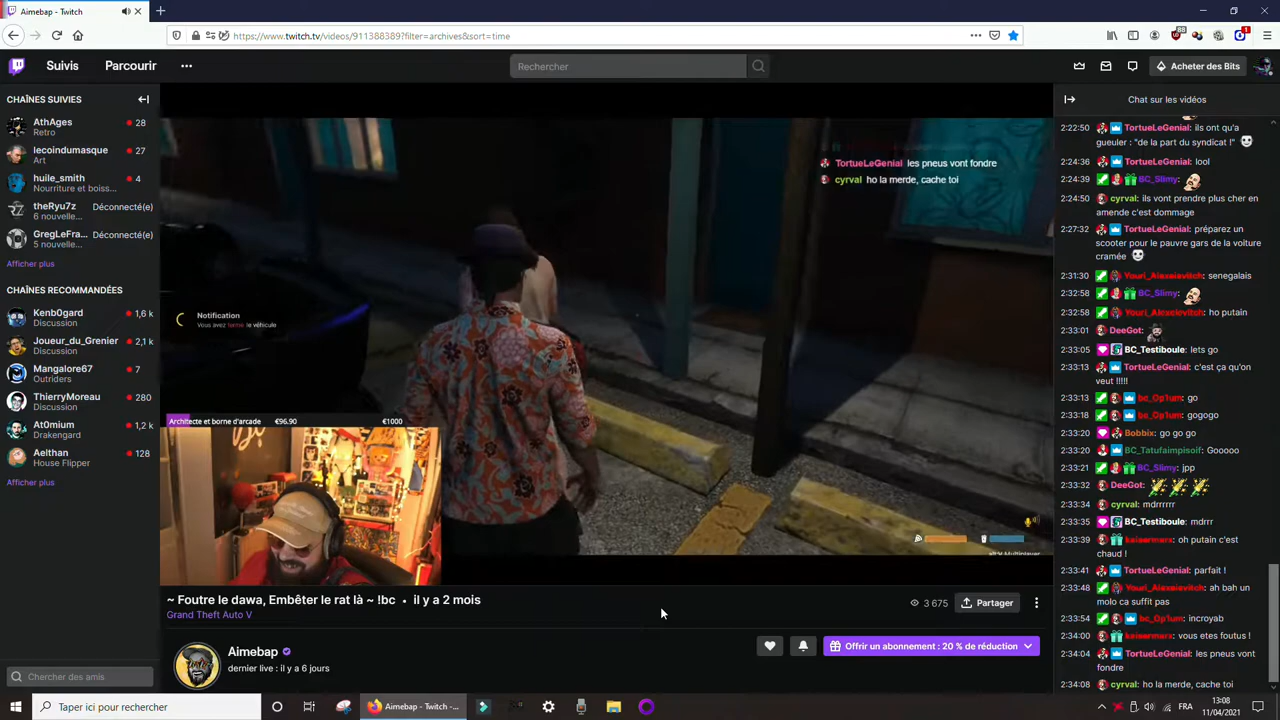 Aimebap - Twitch
https://www.twitch.tv/videos/911388389?filter=archives&sort=time
88
1
Suivis
Parcourir
Rechercher
Acheter des Bits
CHAÎNES SUIVIES
AthAges
28
Retro
lecoindumasque
27
Art
huile_smith
4
Nourriture et boiss...
theRyu7z
Déconnecté(e)
6 nouvelle...
GregLeFra...
Déconnecté(e)
5 nouvelle...
Afficher plus
CHAÎNES RECOMMANDÉES
Kenb0gard
1,6 k
Discussion
Joueur_du_Grenier
2,1 k
Discussion
Mangalore67
7
Outriders
ThierryMoreau
280
Discussion
At0mium
1,2 k
Drakengard
Aelthan
128
House Flipper
Afficher plus
Chercher des amis
TortueLeGenial les pneus vont fondre
cyrval ho la merde, cache toi
Notification
Vous avez fermé le véhicule
Architecte et borne d'arcade €96.90 €1000
alt:V Multiplayer
~ Foutre le dawa, Embêter le rat là ~ !bc • il y a 2 mois
Grand Theft Auto V
3 675
Partager
Aimebap
dernier live : il y a 6 jours
Offrir un abonnement : 20 % de réduction
Chat sur les vidéos
2:22:50 TortueLeGenial: ils ont qu'a
gueuler : "de la part du syndicat !"
2:24:36 TortueLeGenial: lool
2:24:39 BC_Slimy:
2:24:50 cyrval: ils vont prendre plus cher en
amende c'est dommage
2:27:32 TortueLeGenial: préparez un
scooter pour le pauvre gars de la voiture
cramée
2:31:30 Youri_Alexeievitch: senegalais
2:32:58 BC_Slimy:
2:32:58 Youri_Alexeievitch: ho putain
2:33:01 DeeGot:
2:33:05 BC_Testiboule: lets go
2:33:13 TortueLeGenial: c'est ça qu'on
veut !!!!!
2:33:13 bc_Op1um: go
2:33:18 bc_Op1um: gogogo
2:33:20 Bobbix: go go go
2:33:20 BC_Tatufaimpisolf: Gooooo
2:33:21 BC_Slimy: jpp
2:33:32 DeeGot:
2:33:34 cyrval: mdrrrrrr
2:33:35 BC_Testiboule: mdrrr
2:33:39 keisermarx: oh putain c'est
chaud !
2:33:41 TortueLeGenial: parfait !
2:33:48 Youri_Alexeievitch: ah bah un
molo ca suffit pas
2:33:54 bc_Op1um: incroyab
2:34:00 keisermarx: vous etes foutus !
2:34:04 TortueLeGenial: les pneus vont
fondre
2:34:08 cyrval: ho la merde, cache toi
Taper ici pour rechercher
Aimebap - Twitch -...
FRA
13:08
11/04/2021